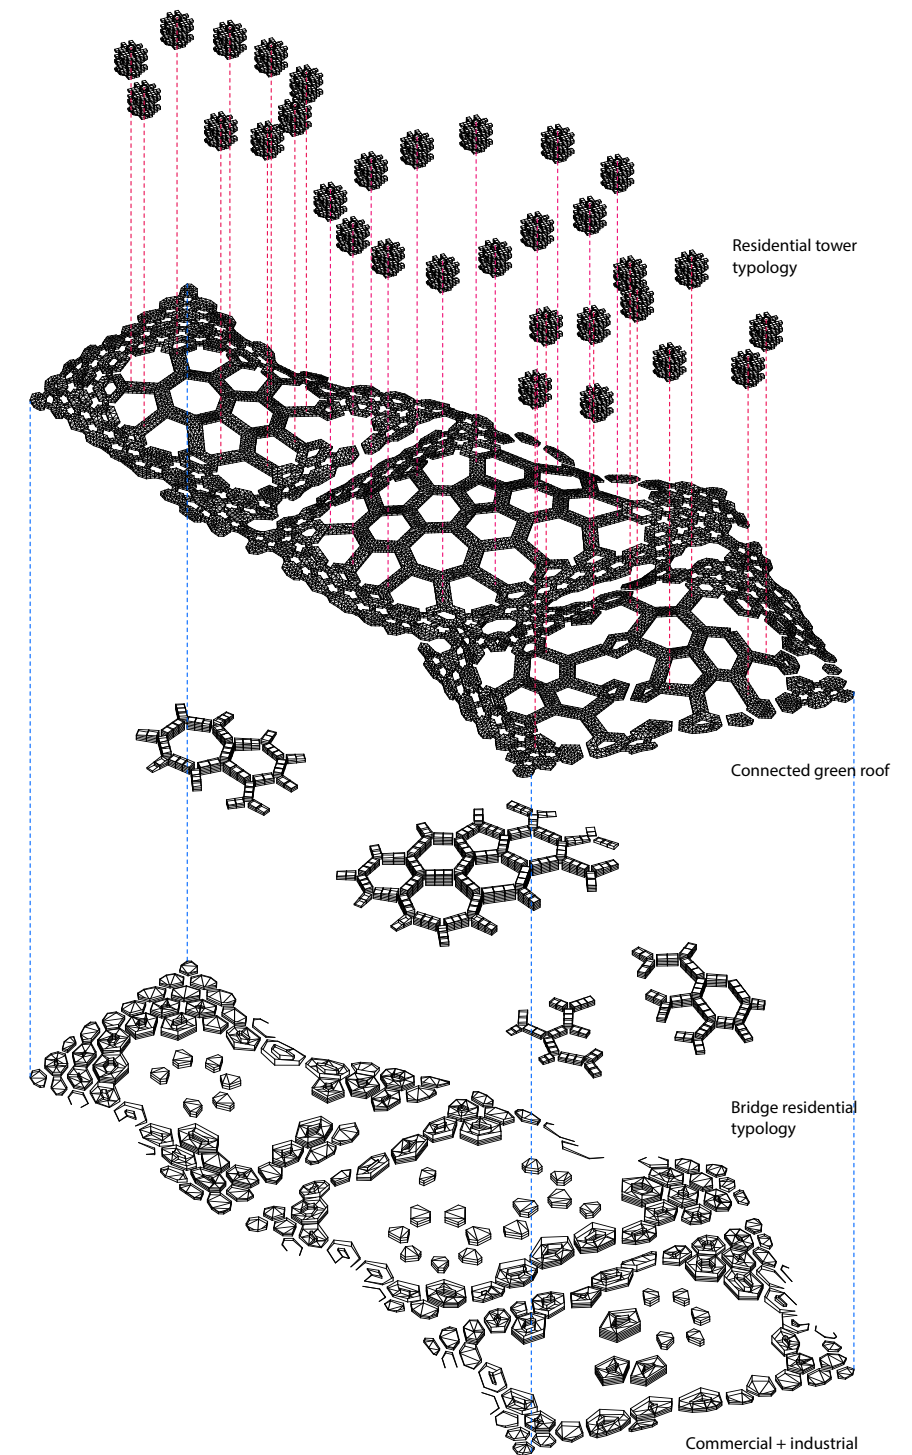 Residential tower
typology
Connected green roof
Bridge residential
typology
Commercial + industrial